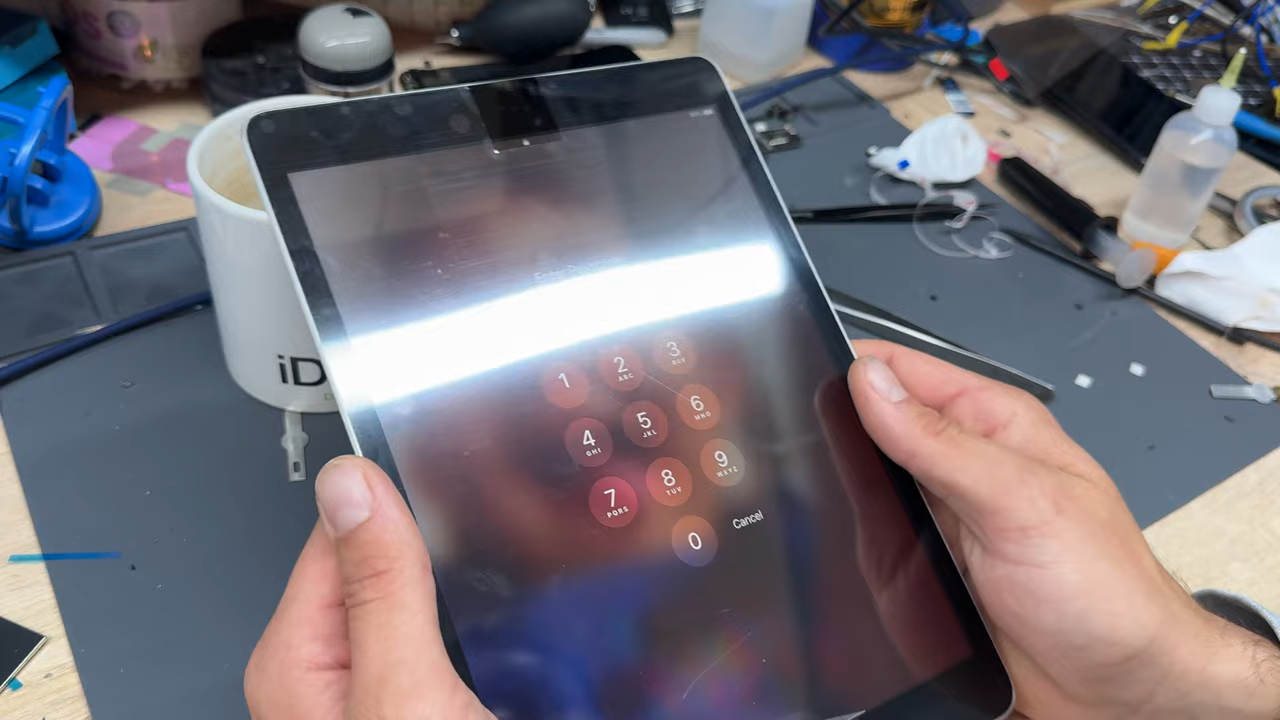 iD
1
2
ABC
3
DEF
4
GHI
5
JKL
6
MNO
7
PQRS
8
TUV
9
WXYZ
0
Cancel